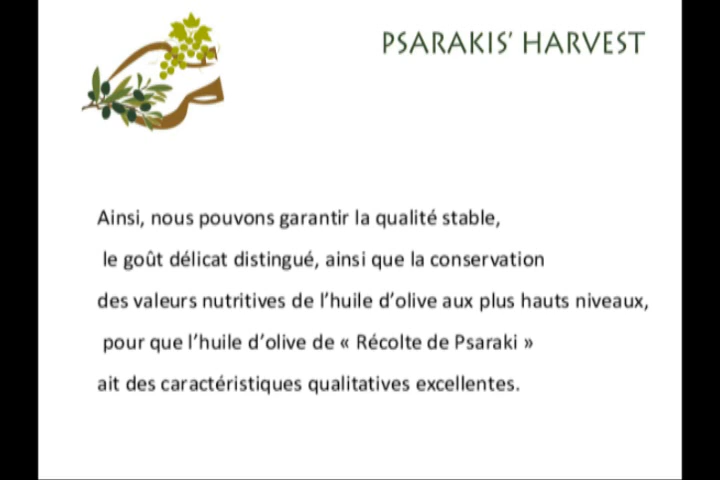 PSARAKIS’ HARVEST
Ainsi, nous pouvons garantir la qualité stable,
le goût délicat distingué, ainsi que la conservation
des valeurs nutritives de l’huile d’olive aux plus hauts niveaux,
pour que l’huile d’olive de « Récolte de Psaraki »
ait des caractéristiques qualitatives excellentes.